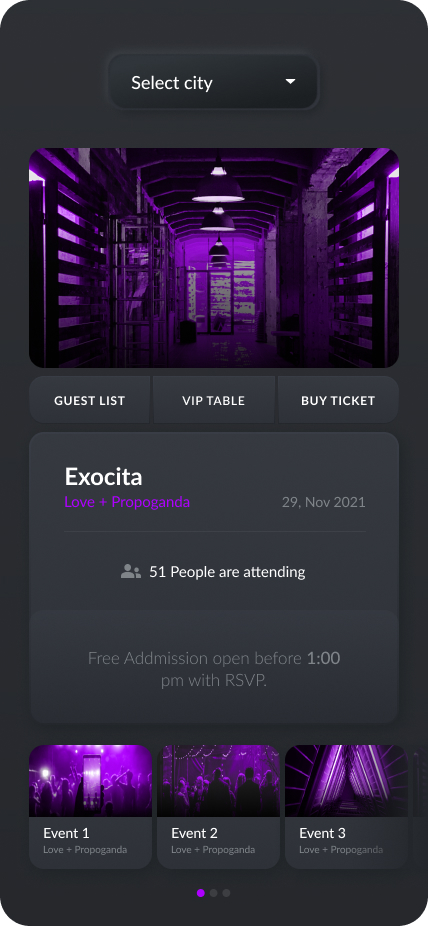 Select city
GUEST LIST
VIP TABLE
BUY TICKET
Exocita
Love + Propoganda
29, Nov 2021
51 People are attending
Free Addmission open before 1:00
pm with RSVP.
Event 1
Love + Propoganda
Event 2
Love + Propoganda
Event 3
Love + Propoganda